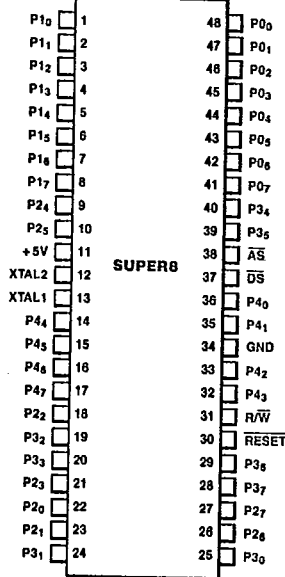 P1₀ 1 48 P0₀
P1₁ 2 47 P0₁
P1₂ 3 46 P0₂
P1₃ 4 45 P0₃
P1₄ 5 44 P0₄
P1₅ 6 43 P0₅
P1₆ 7 42 P0₆
P1₇ 8 41 P0₇
P2₄ 9 40 P3₄
P2₅ 10 39 P3₅
+5V 11 38 A̅S̅
XTAL2 12 SUPER8 37 D̅S̅
XTAL1 13 36 P4₀
P4₄ 14 35 P4₁
P4₅ 15 34 GND
P4₆ 16 33 P4₂
P4₇ 17 32 P4₃
P2₂ 18 31 R/W̅
P3₂ 19 30 R̅E̅S̅E̅T̅
P3₃ 20 29 P3₆
P2₃ 21 28 P3₇
P2₀ 22 27 P2₇
P2₁ 23 26 P2₆
P3₁ 24 25 P3₀